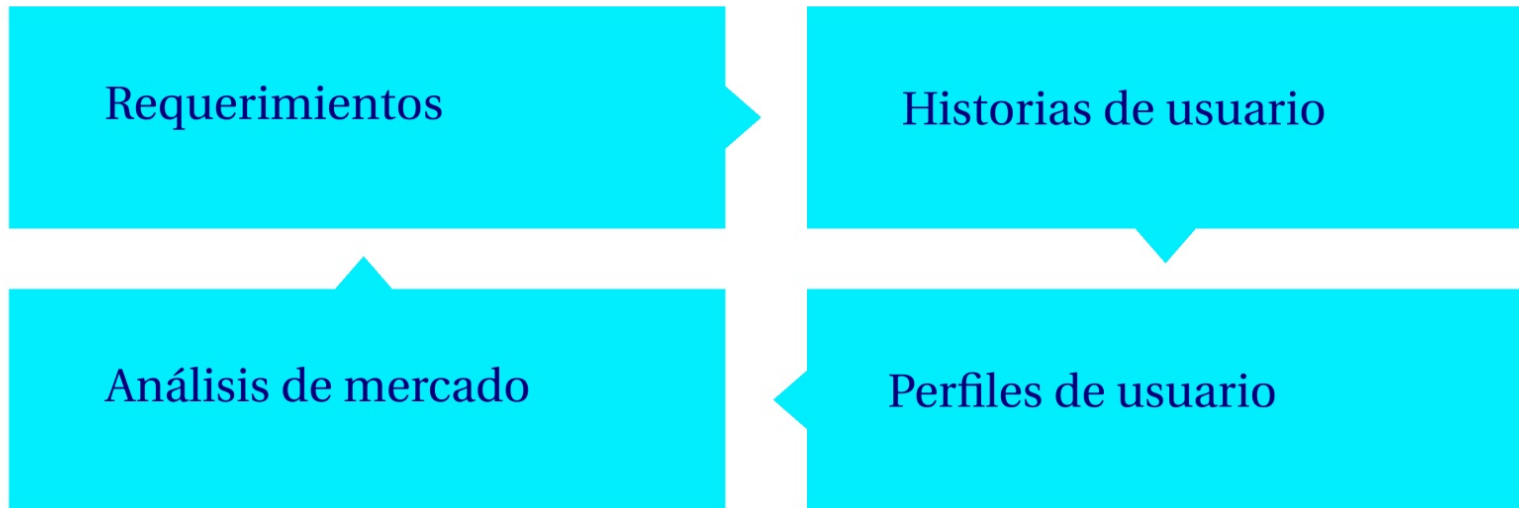 Requerimientos
Historias de usuario
Análisis de mercado
Perfiles de usuario